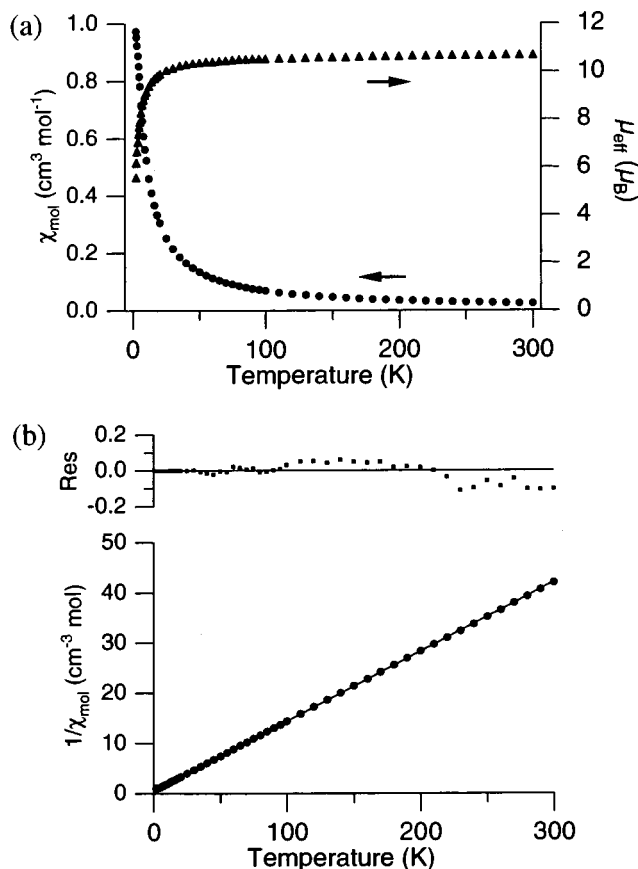 (a)
1.0
0.8
0.6
0.4
0.2
0.0
χmol (cm³ mol⁻¹)
12
10
8
6
4
2
0
μeff (μB)
0 100 200 300
Temperature (K)
(b)
0.2
0.0
-0.2
Res
50
40
30
20
10
0
1/χmol (cm⁻³ mol)
0 100 200 300
Temperature (K)